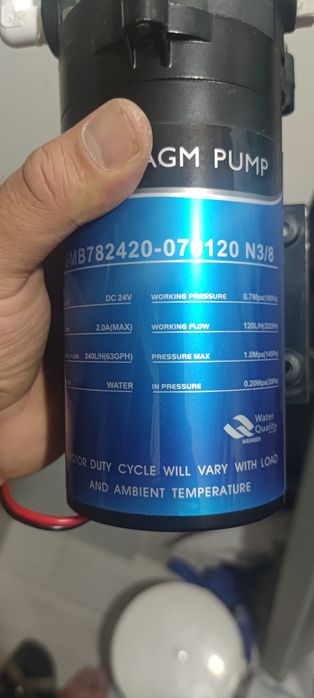 AGM PUMP
MB782420-070120 N3/8
DC 24V WORKING PRESSURE 0.7Mpa
2.0A(MAX) WORKING FLOW 120L/H(32GPH)
FLOW 240L/H(63GPH) PRESSURE MAX 1.0Mpa(145Psi)
WATER IN PRESSURE 0.20Mpa(30Psi)
Water
Quality
MEMBER
OTOR DUTY CYCLE WILL VARY WITH LOAD
AND AMBIENT TEMPERATURE